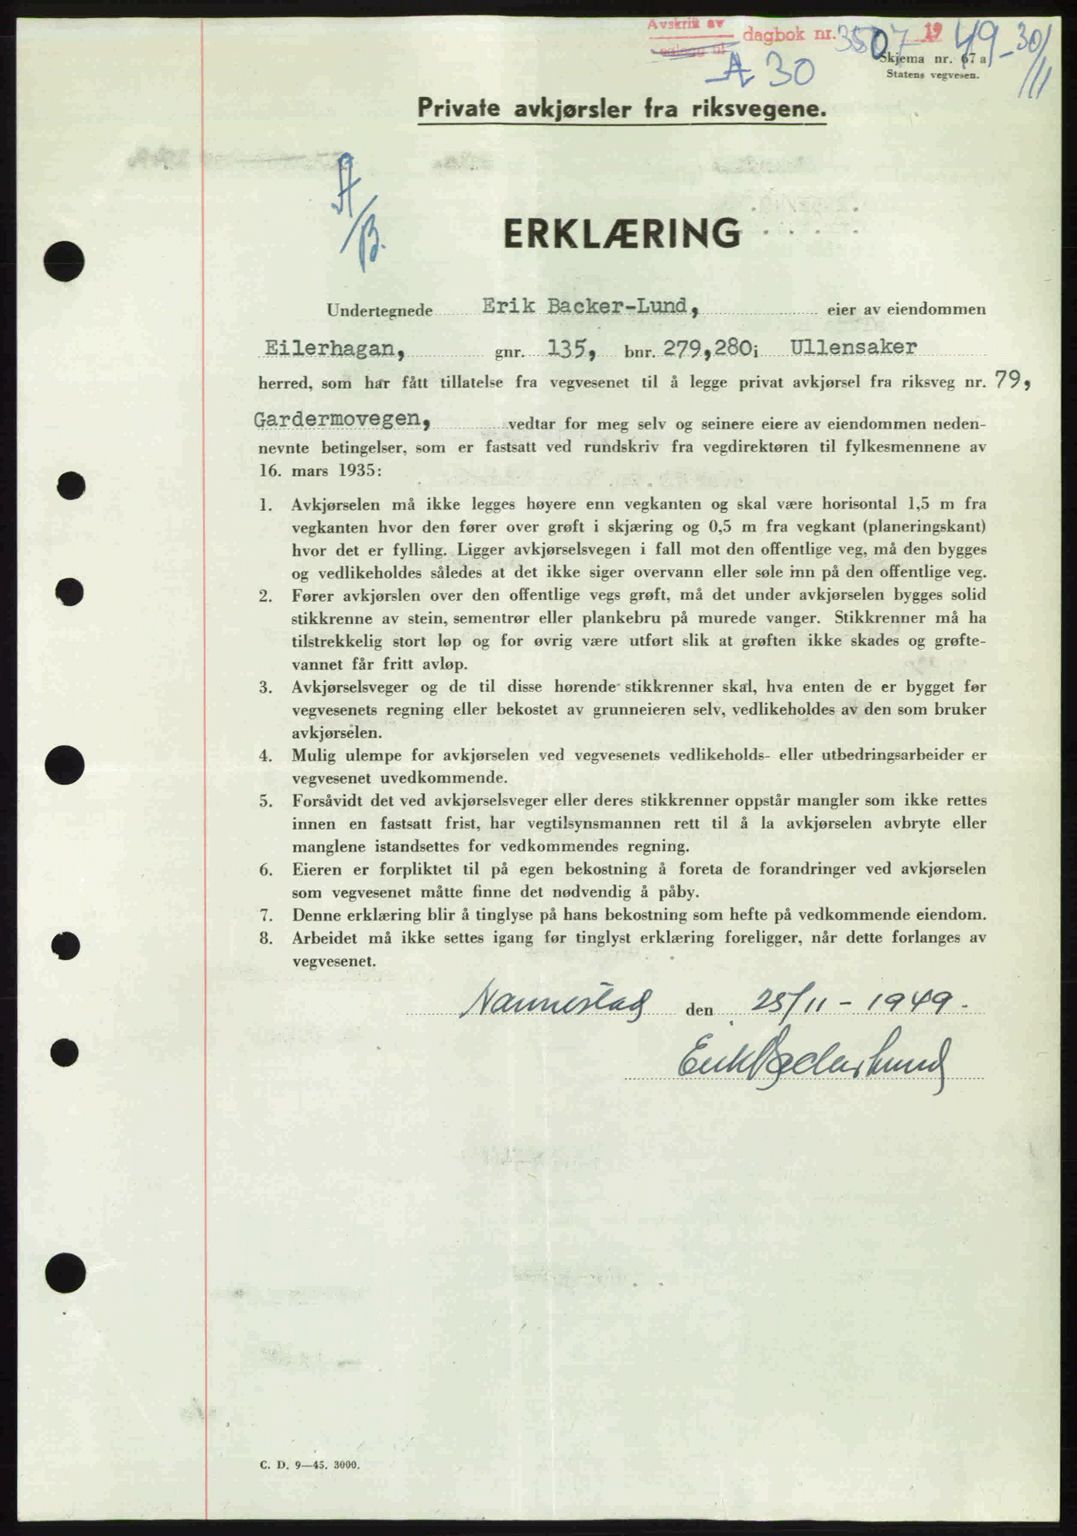 Avskrift av
dagbok nr. 3507 1949 - 30/11
A 30
Skjema nr. 67 a
Statens vegvesen.
Private avkjørsler fra riksvegene.
A/B.
ERKLÆRING
Undertegnede Erik Backer-Lund, eier av eiendommen
Eilerhagan, gnr. 135, bnr. 279,280 i Ullensaker
herred, som har fått tillatelse fra vegvesenet til å legge privat avkjørsel fra riksveg nr. 79,
Gardermovegen, vedtar for meg selv og seinere eiere av eiendommen neden-
nevnte betingelser, som er fastsatt ved rundskriv fra vegdirektøren til fylkesmennene av
16. mars 1935:
1. Avkjørselen må ikke legges høyere enn vegkanten og skal være horisontal 1,5 m fra
vegkanten hvor den fører over grøft i skjæring og 0,5 m fra vegkant (planeringskant)
hvor det er fylling. Ligger avkjørselsvegen i fall mot den offentlige veg, må den bygges
og vedlikeholdes således at det ikke siger overvann eller søle inn på den offentlige veg.
2. Fører avkjørslen over den offentlige vegs grøft, må det under avkjørselen bygges solid
stikkrenne av stein, sementrør eller plankebru på murede vanger. Stikkrenner må ha
tilstrekkelig stort løp og for øvrig være utført slik at grøften ikke skades og grøfte-
vannet får fritt avløp.
3. Avkjørselsveger og de til disse hørende stikkrenner skal, hva enten de er bygget for
vegvesenets regning eller bekostet av grunneieren selv, vedlikeholdes av den som bruker
avkjørselen.
4. Mulig ulempe for avkjørselen ved vegvesenets vedlikeholds- eller utbedringsarbeider er
vegvesenet uvedkommende.
5. Forsåvidt det ved avkjørselsveger eller deres stikkrenner oppstår mangler som ikke rettes
innen en fastsatt frist, har vegtilsynsmannen rett til å la avkjørselen avbryte eller
manglene istandsettes for vedkommendes regning.
6. Eieren er forpliktet til på egen bekostning å foreta de forandringer ved avkjørselen
som vegvesenet måtte finne det nødvendig å påby.
7. Denne erklæring blir å tinglyse på hans bekostning som hefte på vedkommende eiendom.
8. Arbeidet må ikke settes igang før tinglyst erklæring foreligger, når dette forlanges av
vegvesenet.
Nannestad den 25/11 - 1949.
Erik Backer Lund
C. D. 9—45. 3000.